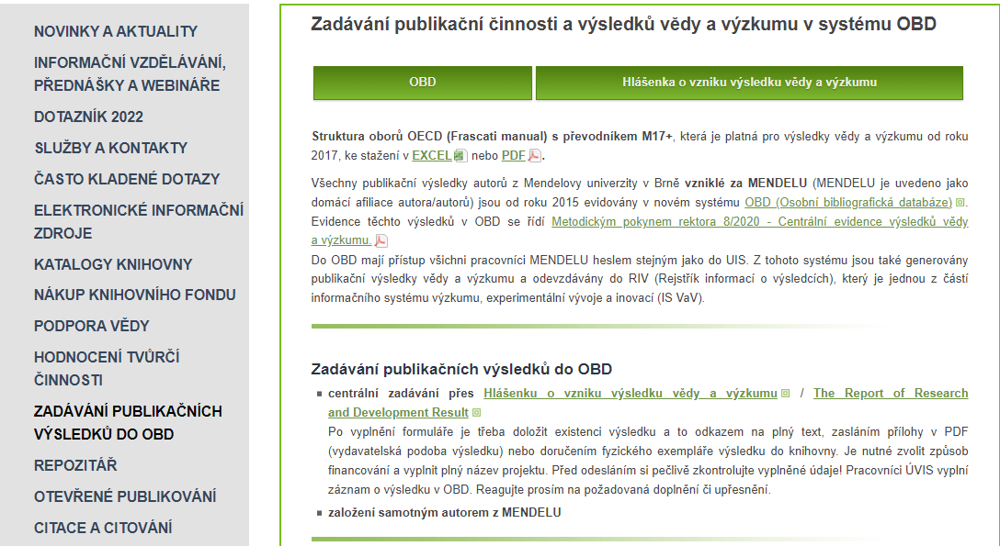 NOVINKY A AKTUALITY
INFORMAČNÍ VZDĚLÁVÁNÍ,
PŘEDNÁŠKY A WEBINÁŘE
DOTAZNÍK 2022
SLUŽBY A KONTAKTY
ČASTO KLADENÉ DOTAZY
ELEKTRONICKÉ INFORMAČNÍ
ZDROJE
KATALOGY KNIHOVNY
NÁKUP KNIHOVNÍHO FONDU
PODPORA VĚDY
HODNOCENÍ TVŮRČÍ
ČINNOSTI
ZADÁVÁNÍ PUBLIKAČNÍCH
VÝSLEDKŮ DO OBD
REPOZITÁŘ
OTEVŘENÉ PUBLIKOVÁNÍ
CITACE A CITOVÁNÍ
Zadávání publikační činnosti a výsledků vědy a výzkumu v systému OBD
OBD
Hlášenka o vzniku výsledku vědy a výzkumu
Struktura oborů OECD (Frascati manual) s převodníkem M17+, která je platná pro výsledky vědy a výzkumu od roku
2017, ke stažení v EXCEL nebo PDF .
Všechny publikační výsledky autorů z Mendelovy univerzity v Brně vzniklé za MENDELU (MENDELU je uvedeno jako
domácí afiliace autora/autorů) jsou od roku 2015 evidovány v novém systému OBD (Osobní bibliografická databáze) .
Evidence těchto výsledků v OBD se řídí Metodickým pokynem rektora 8/2020 - Centrální evidence výsledků vědy
a výzkumu.
Do OBD mají přístup všichni pracovníci MENDELU heslem stejným jako do UIS. Z tohoto systému jsou také generovány
publikační výsledky vědy a výzkumu a odevzdávány do RIV (Rejstřík informací o výsledcích), který je jednou z částí
informačního systému výzkumu, experimentální vývoje a inovací (IS VaV).
Zadávání publikačních výsledků do OBD
centrální zadávání přes Hlášenku o vzniku výsledku vědy a výzkumu / The Report of Research
and Development Result
Po vyplnění formuláře je třeba doložit existenci výsledku a to odkazem na plný text, zasláním přílohy v PDF
(vydavatelská podoba výsledku) nebo doručením fyzického exempláře výsledku do knihovny. Je nutné zvolit způsob
financování a vyplnit plný název projektu. Před odesláním si pečlivě zkontrolujte vyplněné údaje! Pracovníci ÚVIS vyplní
záznam o výsledku v OBD. Reagujte prosím na požadovaná doplnění či upřesnění.
založení samotným autorem z MENDELU